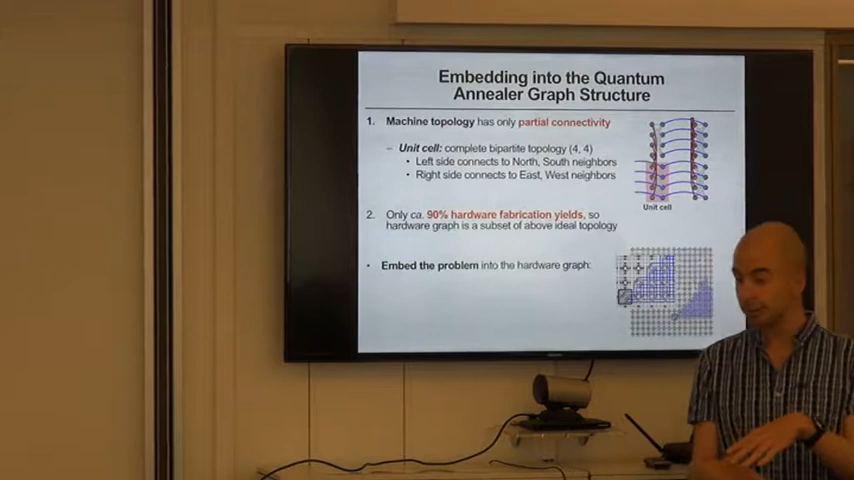 Embedding into the Quantum
Annealer Graph Structure
1. Machine topology has only partial connectivity
– Unit cell: complete bipartite topology (4, 4)
• Left side connects to North, South neighbors
• Right side connects to East, West neighbors
Unit cell
2. Only ca. 90% hardware fabrication yields, so
hardware graph is a subset of above ideal topology
• Embed the problem into the hardware graph: